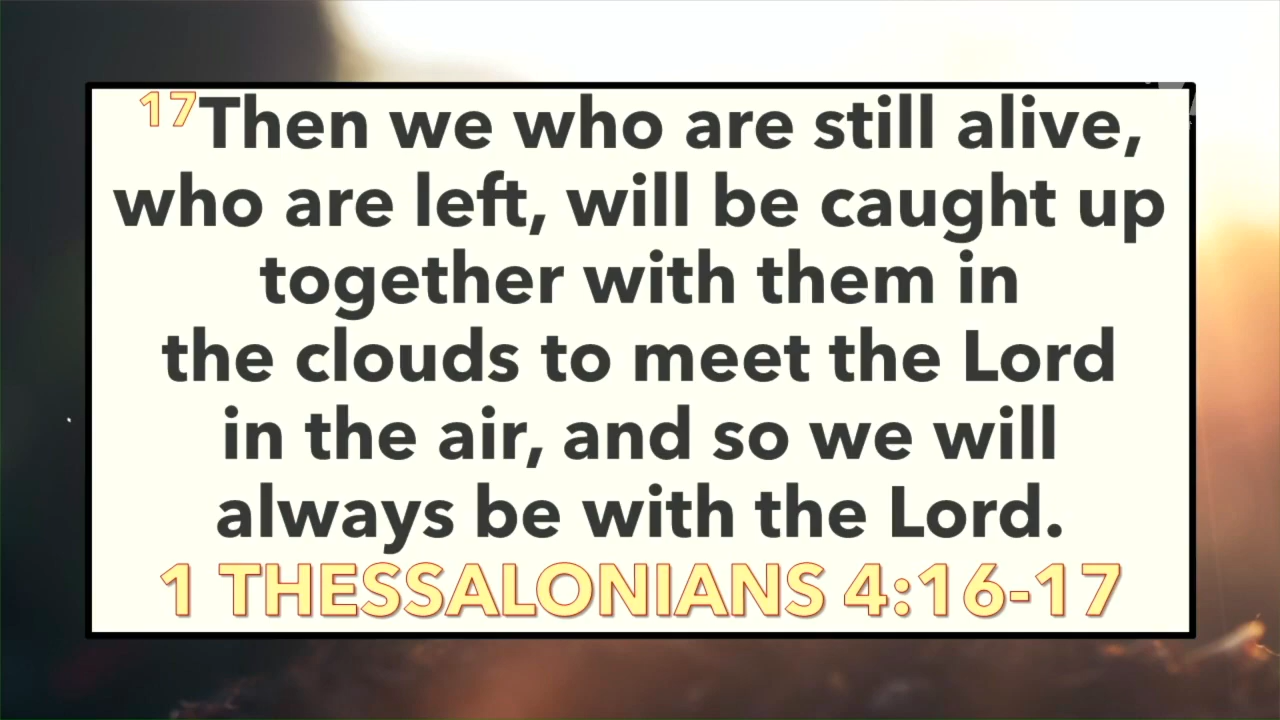 17Then we who are still alive,
who are left, will be caught up
together with them in
the clouds to meet the Lord
in the air, and so we will
always be with the Lord.
1 THESSALONIANS 4:16-17